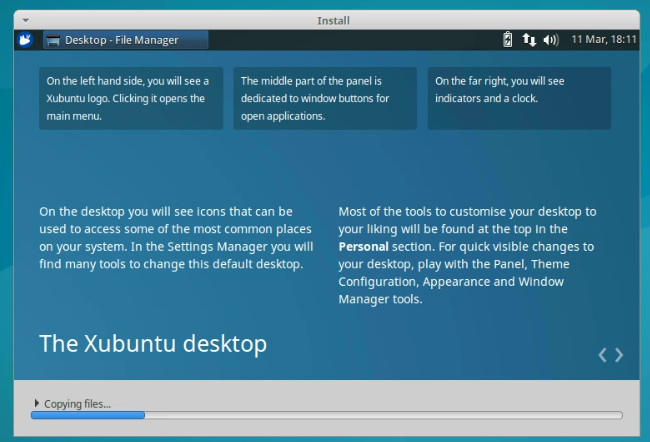 Install
Desktop - File Manager
11 Mar, 18:11
On the left hand side, you will see a
Xubuntu logo. Clicking it opens the
main menu.
The middle part of the panel is
dedicated to window buttons for
open applications.
On the far right, you will see
indicators and a clock.
On the desktop you will see icons that can be
used to access some of the most common places
on your system. In the Settings Manager you will
find many tools to change this default desktop.
Most of the tools to customise your desktop to
your liking will be found at the top in the
Personal section. For quick visible changes to
your desktop, play with the Panel, Theme
Configuration, Appearance and Window
Manager tools.
The Xubuntu desktop
Copying files...